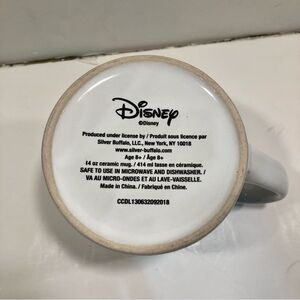 Disney
©Disney
Produced under license by / Produit sous licence par
Silver Buffalo, LLC., New York, NY 10018
www.silver-buffalo.com
Age 8+ / Âge 8+
14 oz ceramic mug. / 414 ml tasse en céramique.
SAFE TO USE IN MICROWAVE AND DISHWASHER. /
VA AU MICRO-ONDES ET AU LAVE-VAISSELLE.
Made in China. / Fabriqué en Chine.
CCDL130632092018